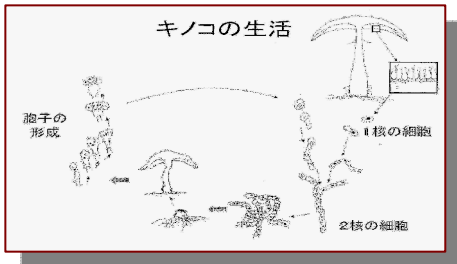 キノコの生活
胞子の
形成
1核の細胞
2核の細胞